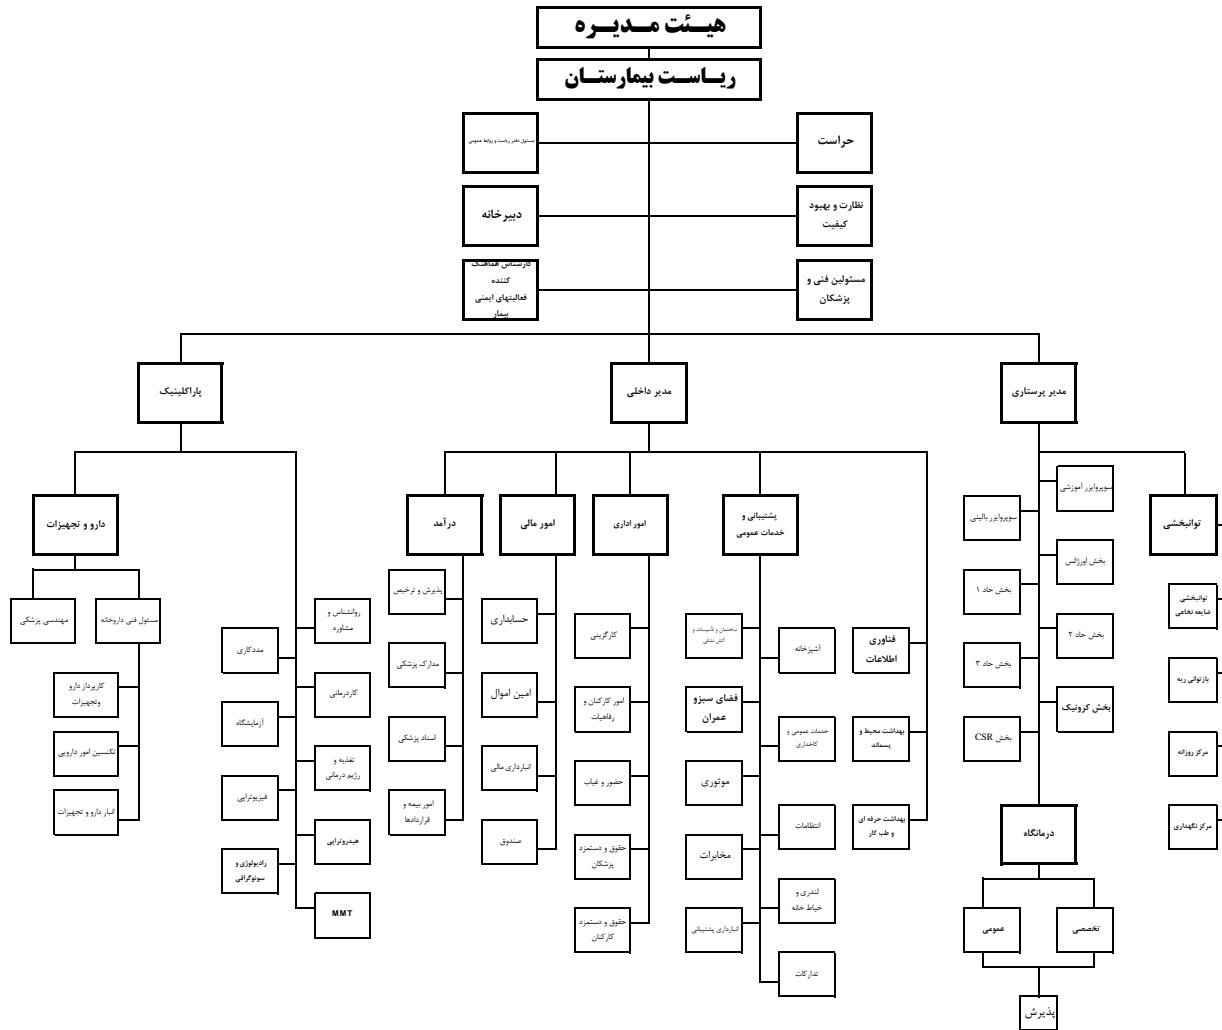 هیـئت مـدیـره
ریـاسـت بیمارسـتـان
حراست
مسئول دفتر ریاست و روابط عمومی
نظارت و بهبود
کیفیت
دبیرخانه
مسئولین فنی و
پزشکان
کارشناس هماهنگ
کننده
فعالیتهای ایمنی
بیمار
مدیر پرستاری
مدیر داخلی
پاراکلینیک
توانبخشی
سوپروایزر آموزشی
سوپروایزر بالینی
بخش اورژانس
بخش حاد ۱
بخش حاد ۲
بخش حاد ۳
بخش کرونیک
بخش CSR
توانبخشی
ضایعه نخاعی
بازتوانی ریه
مرکز روزانه
مرکز نگهداری
درمانگاه
تخصصی
عمومی
پذیرش
پشتیبانی و
خدمات عمومی
امور اداری
امور مالی
درآمد
فناوری
اطلاعات
بهداشت محیط و
پسماند
بهداشت حرفه ای
و طب کار
ساختمان و تأسیسات و
آتش نشانی
آشپزخانه
فضای سبزو
عمران
خدمات عمومی و
کاخداری
موتوری
انتظامات
مخابرات
لندری و
خیاط خانه
انبارداری پشتیبانی
تدارکات
کارگزینی
امور کارکنان و
رفاهیات
حضور و غیاب
حقوق و دستمزد
پزشکان
حقوق و دستمزد
کارکنان
حسابداری
امین اموال
انبارداری مالی
صندوق
پذیرش و ترخیص
مدارک پزشکی
اسناد پزشکی
امور بیمه و
قراردادها
دارو و تجهیزات
مسئول فنی داروخانه
مهندسی پزشکی
کارپرداز دارو
وتجهیزات
تکنسین امور دارویی
انبار دارو و تجهیزات
روانشناس و
مشاوره
مددکاری
کاردرمانی
آزمایشگاه
تغذیه و
رژیم درمانی
فیزیوتراپی
هیدروتراپی
رادیولوژی و
سونوگرافی
MMT